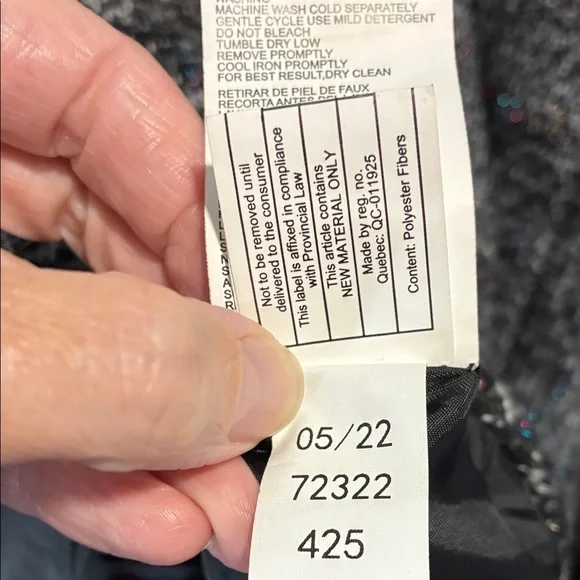 WASHING
MACHINE WASH COLD SEPARATELY
GENTLE CYCLE USE MILD DETERGENT
DO NOT BLEACH
TUMBLE DRY LOW
REMOVE PROMPTLY
COOL IRON PROMPTLY
FOR BEST RESULT,DRY CLEAN
RETIRAR DE PIEL DE FAUX
RECORTA ANTES
Not to be removed until
delivered to the consumer
This label is affixed in compliance
with Provincial Law
This article contains
NEW MATERIAL ONLY
Made by reg. no.
Quebec: QC-011925
Content: Polyester Fibers
05/22
72322
425